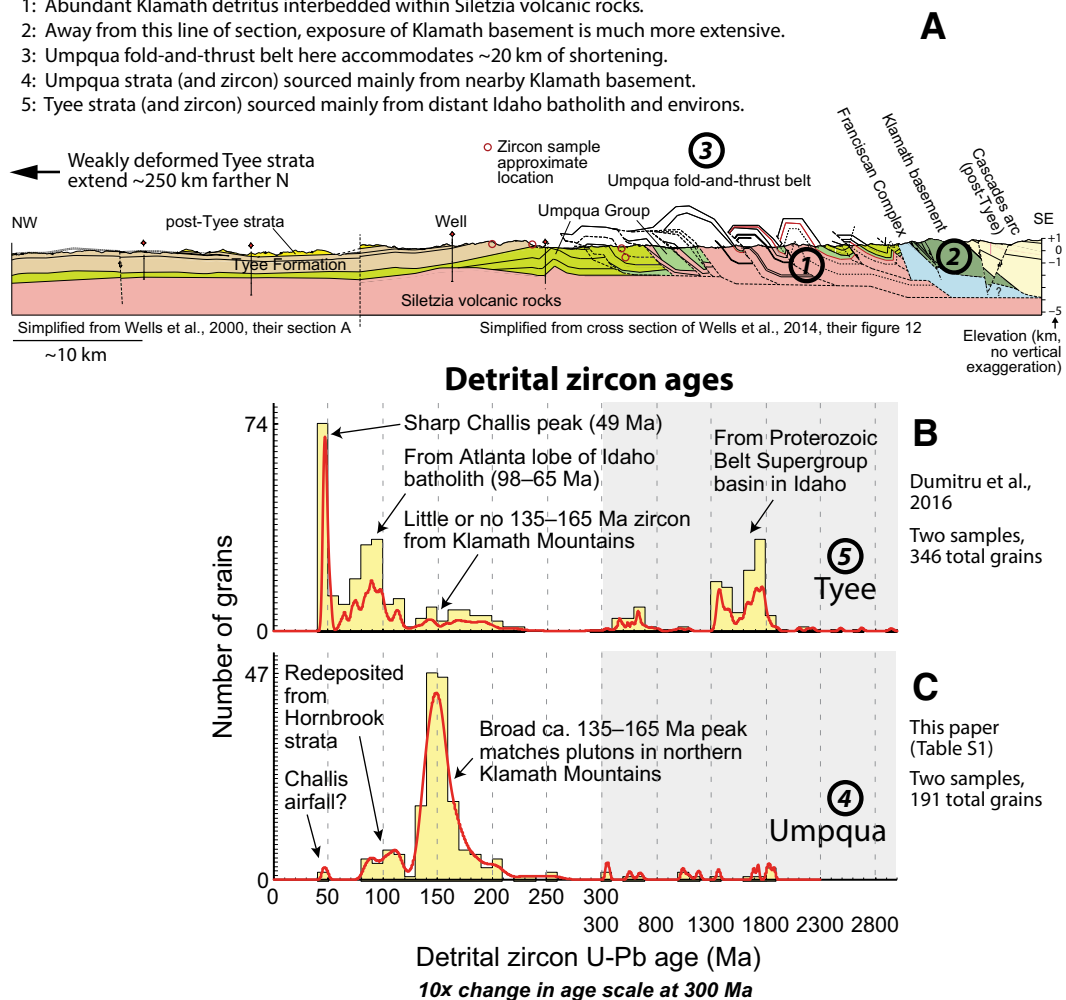 1: Abundant Klamath detritus interbedded within Siletzia volcanic rocks.
2: Away from this line of section, exposure of Klamath basement is much more extensive.
3: Umpqua fold-and-thrust belt here accommodates ~20 km of shortening.
4: Umpqua strata (and zircon) sourced mainly from nearby Klamath basement.
5: Tyee strata (and zircon) sourced mainly from distant Idaho batholith and environs.
A
Weakly deformed Tyee strata
extend ~250 km farther N
Zircon sample
approximate
location
3
Umpqua fold-and-thrust belt
Franciscan Complex
Klamath basement
Cascades arc
(post-Tyee)
NW
post-Tyee strata
Well
Umpqua Group
SE
+1
0
−1
−5
Tyee Formation
1
2
?
Siletzia volcanic rocks
Simplified from Wells et al., 2000, their section A
Simplified from cross section of Wells et al., 2014, their figure 12
~10 km
Elevation (km,
no vertical
exaggeration)
Detrital zircon ages
74
Sharp Challis peak (49 Ma)
From Atlanta lobe of Idaho
batholith (98–65 Ma)
Little or no 135–165 Ma zircon
from Klamath Mountains
From Proterozoic
Belt Supergroup
basin in Idaho
5
Tyee
0
B
Dumitru et al.,
2016
Two samples,
346 total grains
Number of grains
47
Redeposited
from
Hornbrook
strata
Challis
airfall?
Broad ca. 135–165 Ma peak
matches plutons in northern
Klamath Mountains
4
Umpqua
0
C
This paper
(Table S1)
Two samples,
191 total grains
0 50 100 150 200 250 300
300 800 1300 1800 2300 2800
Detrital zircon U-Pb age (Ma)
10x change in age scale at 300 Ma